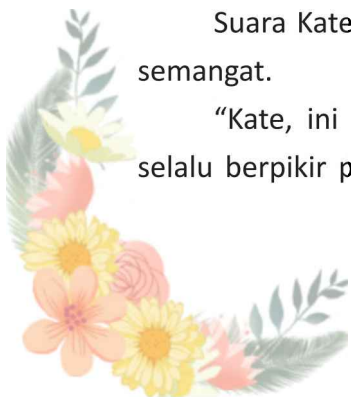 Suara Kate
semangat.
“Kate, ini
selalu berpikir